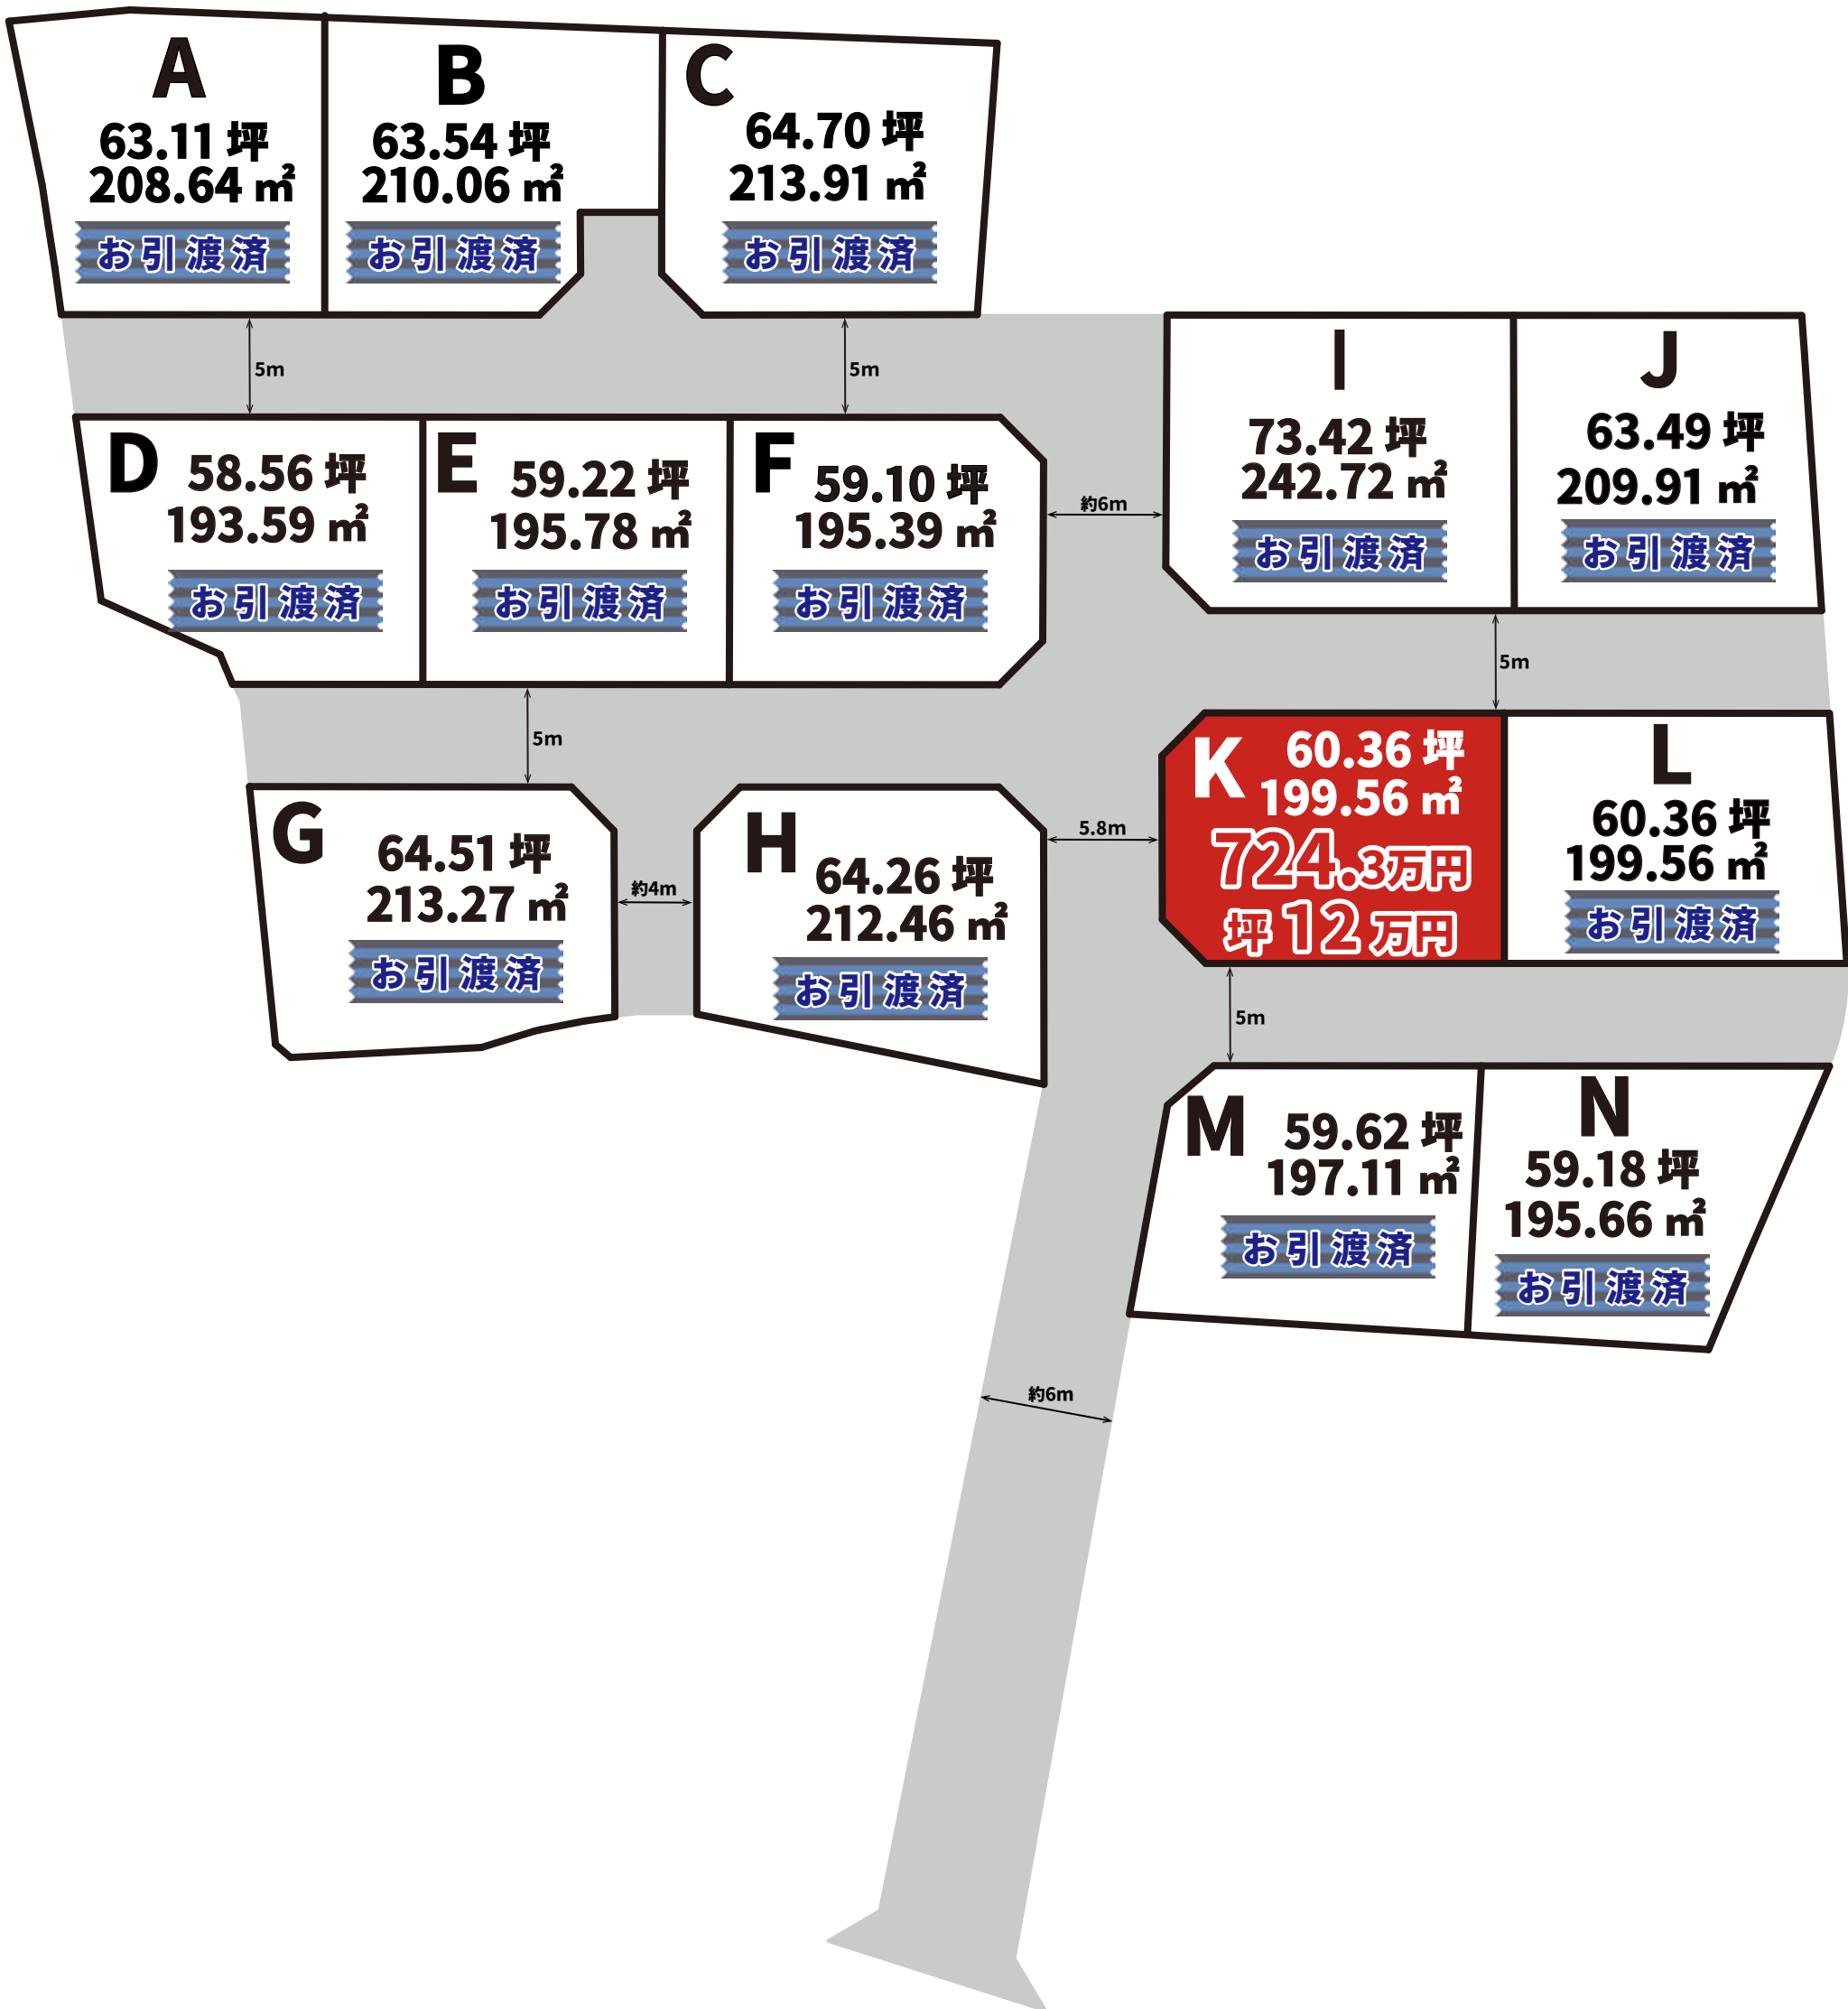 A
63.11 坪
208.64 ㎡
お引渡済
B
63.54 坪
210.06 ㎡
お引渡済
C
64.70 坪
213.91 ㎡
お引渡済
5m
5m
D
58.56 坪
193.59 ㎡
お引渡済
E
59.22 坪
195.78 ㎡
お引渡済
F
59.10 坪
195.39 ㎡
お引渡済
約6m
I
73.42 坪
242.72 ㎡
お引渡済
J
63.49 坪
209.91 ㎡
お引渡済
5m
5m
G
64.51 坪
213.27 ㎡
お引渡済
約4m
H
64.26 坪
212.46 ㎡
お引渡済
5.8m
K
60.36 坪
199.56 ㎡
724.3万円
坪12万円
L
60.36 坪
199.56 ㎡
お引渡済
5m
M
59.62 坪
197.11 ㎡
お引渡済
N
59.18 坪
195.66 ㎡
お引渡済
約6m